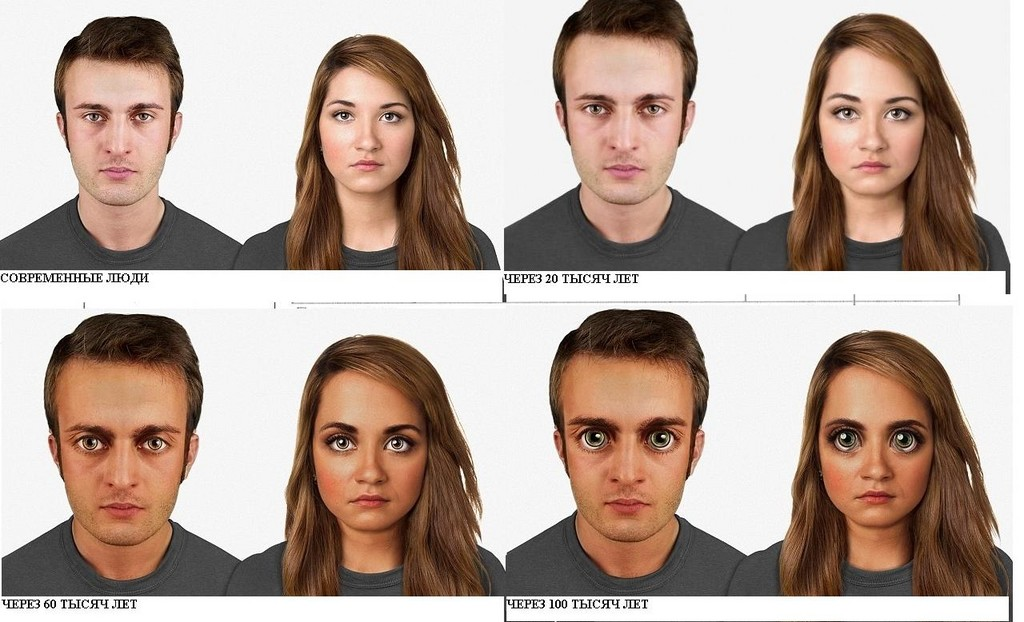 СОВРЕМЕННЫЕ ЛЮДИ
ЧЕРЕЗ 20 ТЫСЯЧ ЛЕТ
ЧЕРЕЗ 60 ТЫСЯЧ ЛЕТ
ЧЕРЕЗ 100 ТЫСЯЧ ЛЕТ